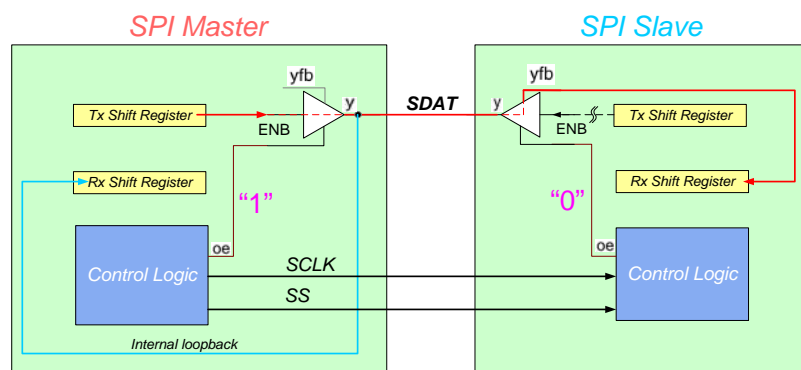 SPI Master
SPI Slave
yfb
yfb
Tx Shift Register
y
SDAT
y
Tx Shift Register
ENB
ENB
Rx Shift Register
Rx Shift Register
“1”
“0”
oe
oe
Control Logic
SCLK
Control Logic
SS
Internal loopback